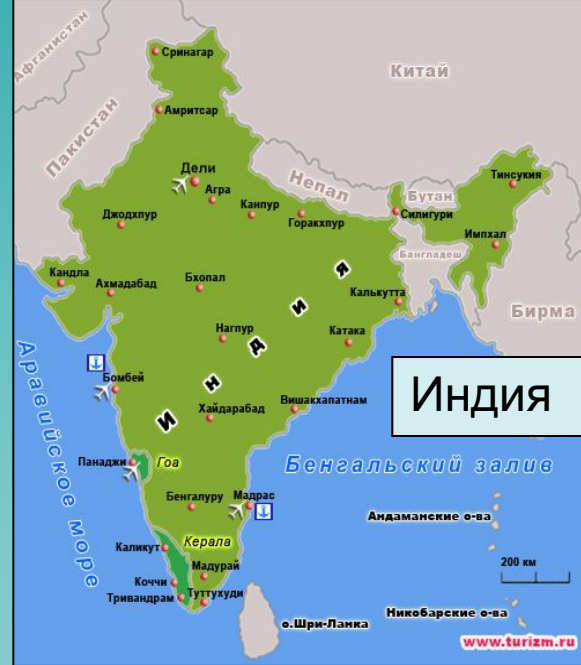 Афганистан
Сринагар
Китай
Амритсар
Пакистан
Дели
Агра
Непал
Тинсукия
Бутан
Джодхпур
Канпур
Горакхпур
Силигури
Импхал
Бангладеш
Кандла
Ахмадабад
Бхопал
Калькутта
Бирма
Нагпур
Катака
Индия
Бомбей
Хайдарабад
Вишакхапатнам
Индия
Аравийское море
Панаджи
Гоа
Бенгальский залив
Бенгалуру
Мадрас
Андаманские о-ва
Каликут
Керала
200 км
Мадурай
Коччи
Тривандрам
Туттухуди
о.Шри-Ланка
Никобарские о-ва
www.turizm.ru